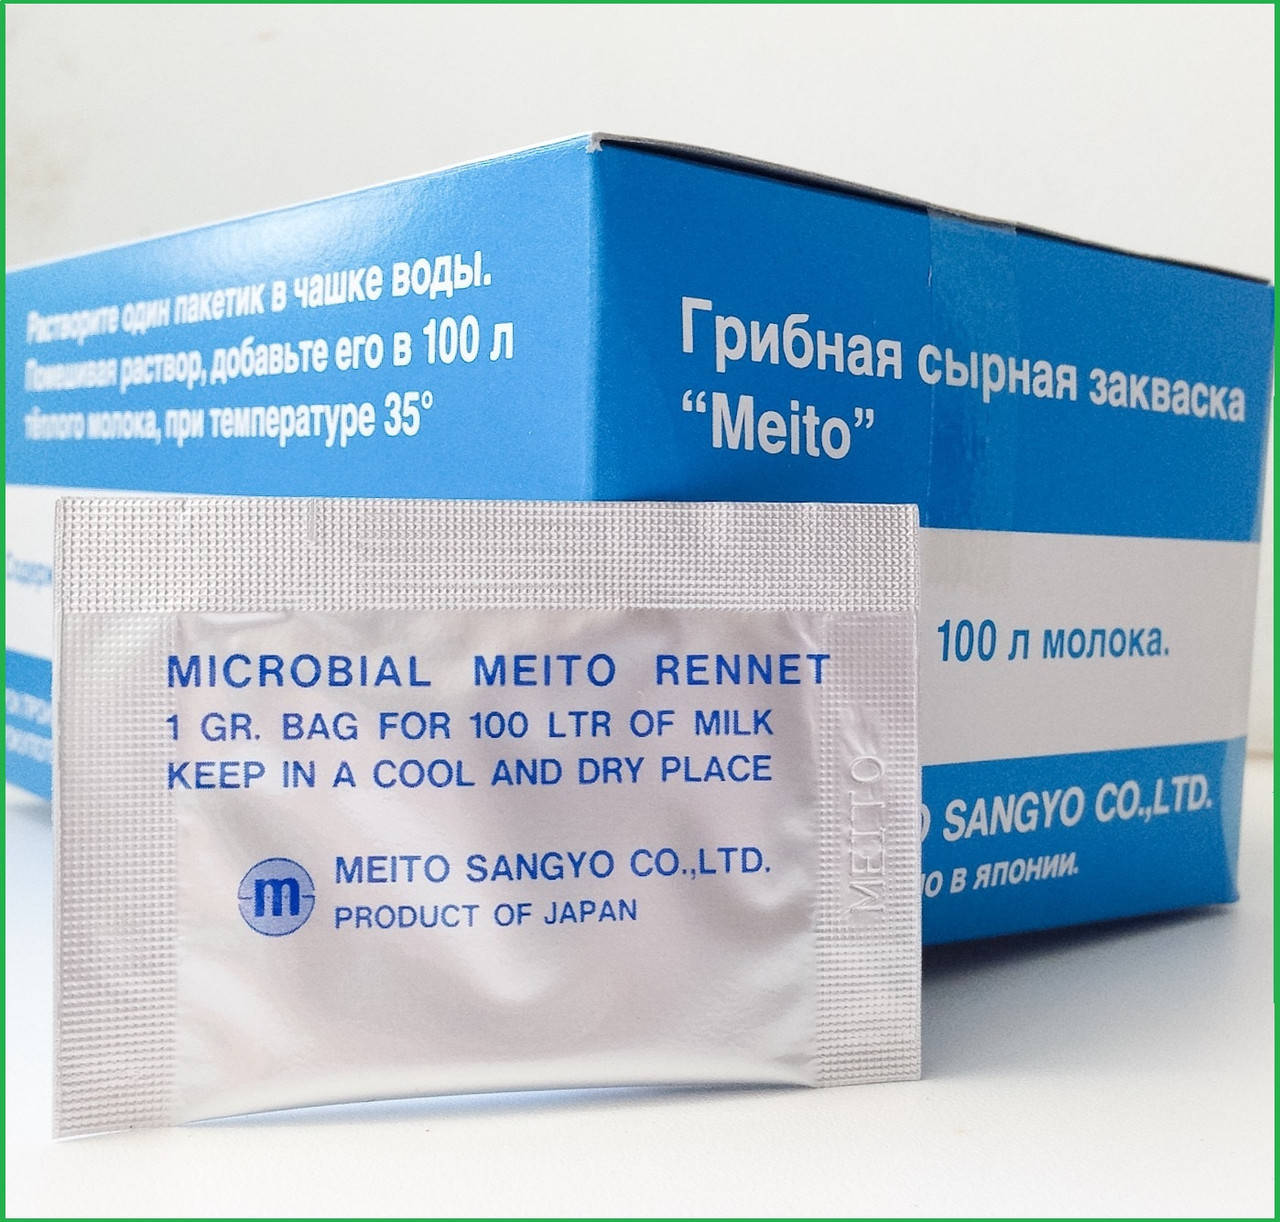 Растворите один пакетик в чашке воды.
Помешивая раствор, добавьте его в 100 л
тёплого молока, при температуре 35°
Грибная сырная закваска
“Meito”
100 л молока.
SANGYO CO.,LTD.
в японии.
MICROBIAL MEITO RENNET
1 GR. BAG FOR 100 LTR OF MILK
KEEP IN A COOL AND DRY PLACE
m
MEITO SANGYO CO.,LTD.
PRODUCT OF JAPAN
MEITO